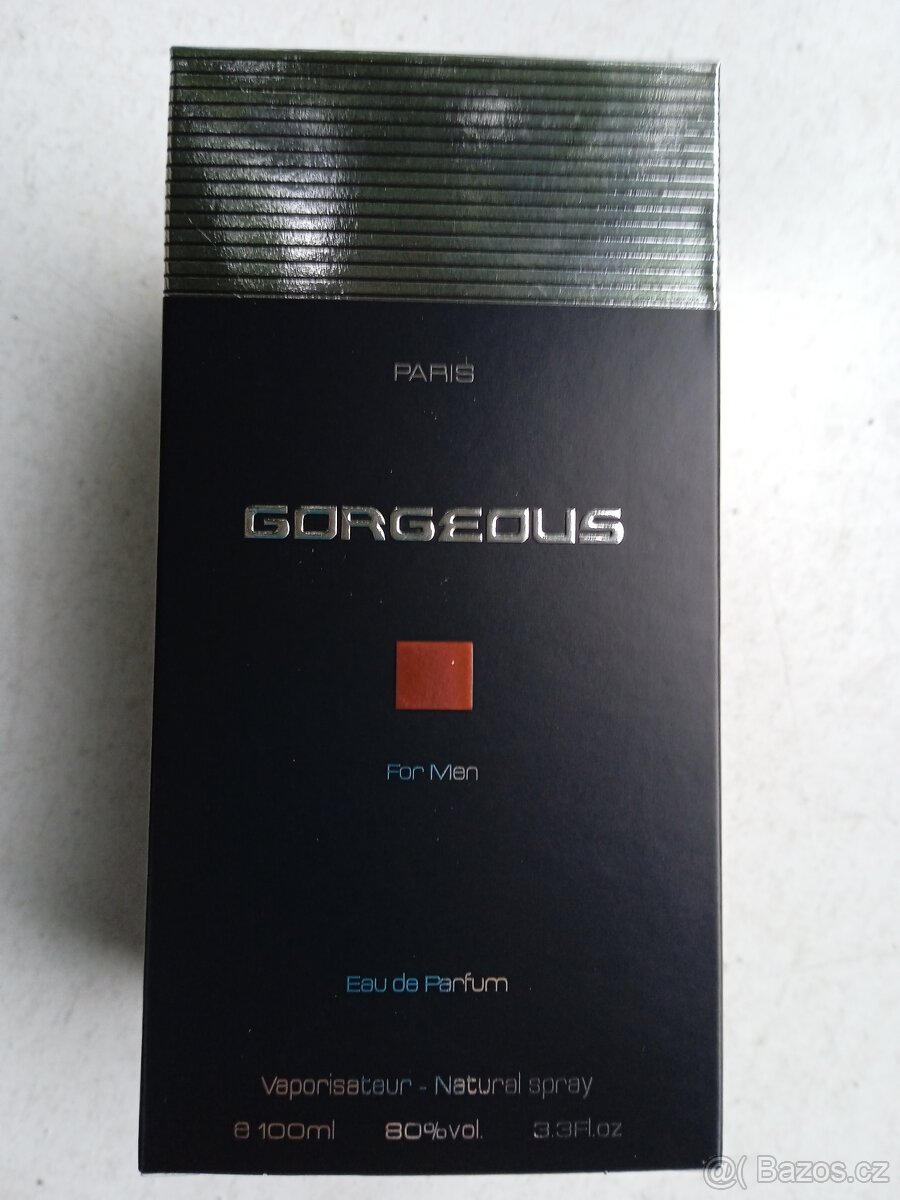 PARIS
GORGEOUS
For Men
Eau de Parfum
Vaporisateur - Natural spray
e 100ml 80%vol. 3.3Fl.oz
@( Bazos.cz